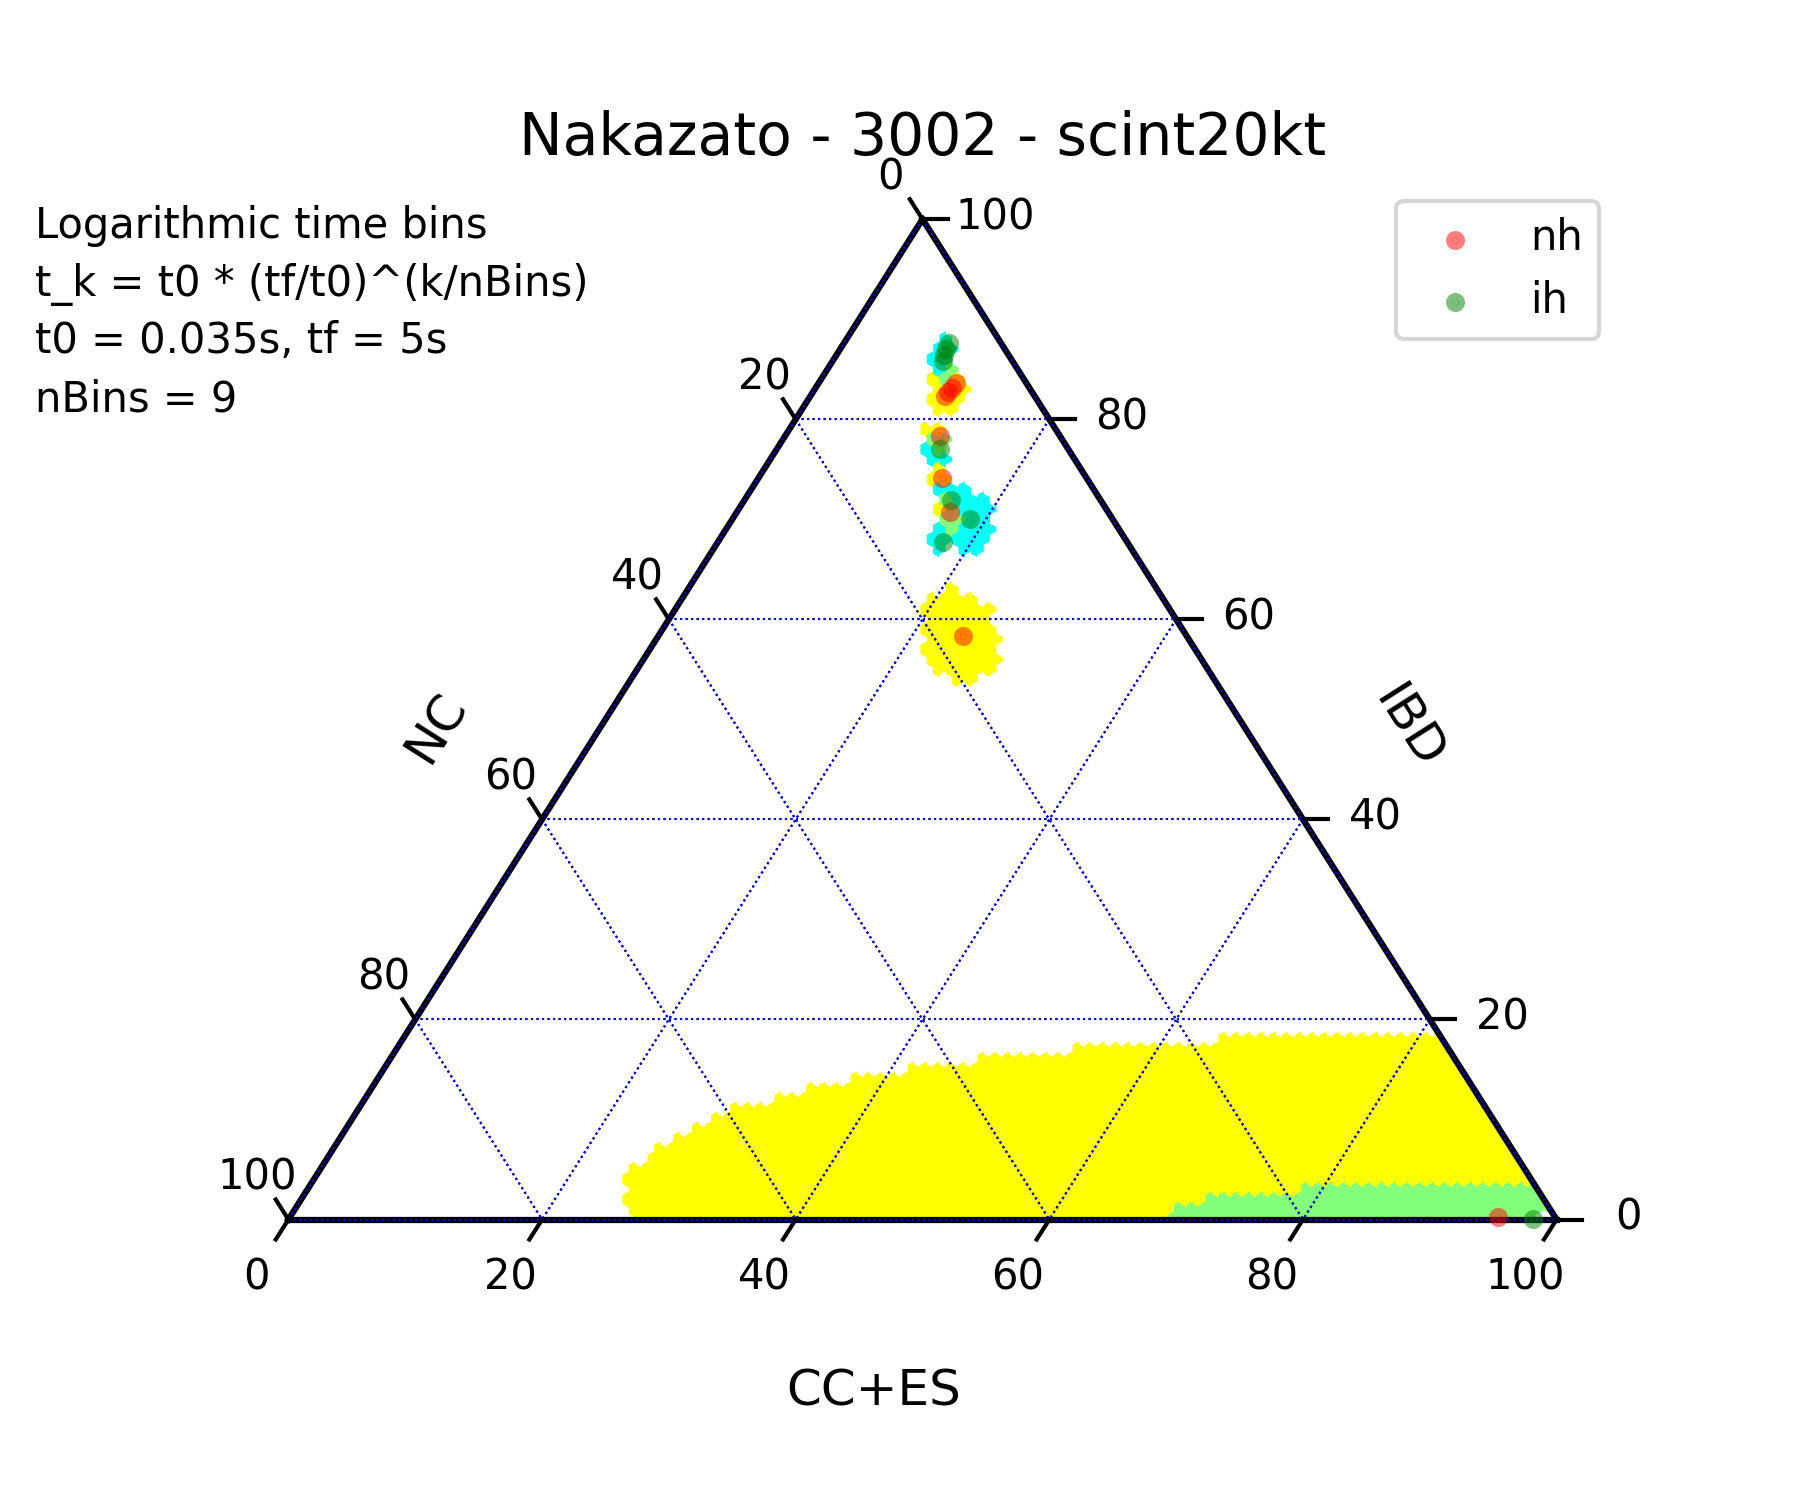 Nakazato - 3002 - scint20kt
Logarithmic time bins
t_k = t0 * (tf/t0)^(k/nBins)
t0 = 0.035s, tf = 5s
nBins = 9
nh
ih
0
20
40
60
80
100
NC
100
80
60
40
20
0
IBD
0
20
40
60
80
100
CC+ES